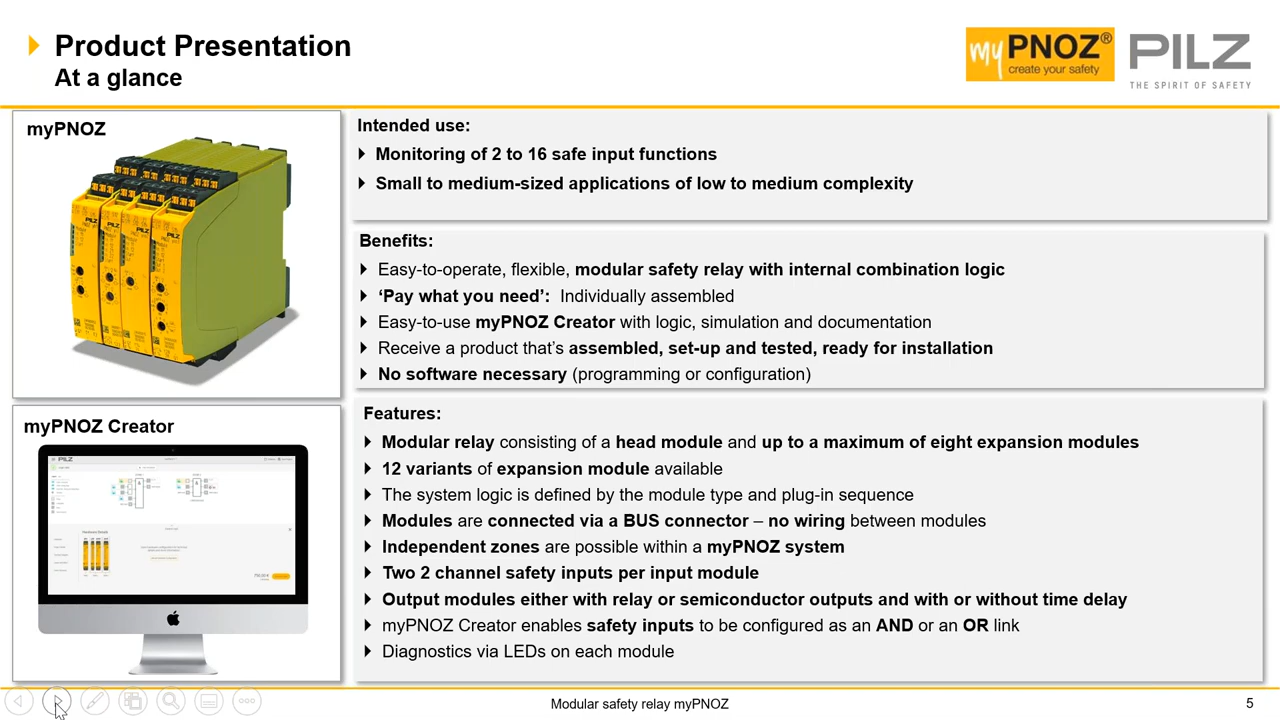 Product Presentation
At a glance
myPNOZ®
create your safety
PILZ
THE SPIRIT OF SAFETY
myPNOZ
PILZ
PILZ
PILZ
PILZ
Intended use:
Monitoring of 2 to 16 safe input functions
Small to medium-sized applications of low to medium complexity
Benefits:
Easy-to-operate, flexible, modular safety relay with internal combination logic
‘Pay what you need’: Individually assembled
Easy-to-use myPNOZ Creator with logic, simulation and documentation
Receive a product that’s assembled, set-up and tested, ready for installation
No software necessary (programming or configuration)
myPNOZ Creator
PILZ
Features:
Modular relay consisting of a head module and up to a maximum of eight expansion modules
12 variants of expansion module available
The system logic is defined by the module type and plug-in sequence
Modules are connected via a BUS connector – no wiring between modules
Independent zones are possible within a myPNOZ system
Two 2 channel safety inputs per input module
Output modules either with relay or semiconductor outputs and with or without time delay
myPNOZ Creator enables safety inputs to be configured as an AND or an OR link
Diagnostics via LEDs on each module
Modular safety relay myPNOZ
5